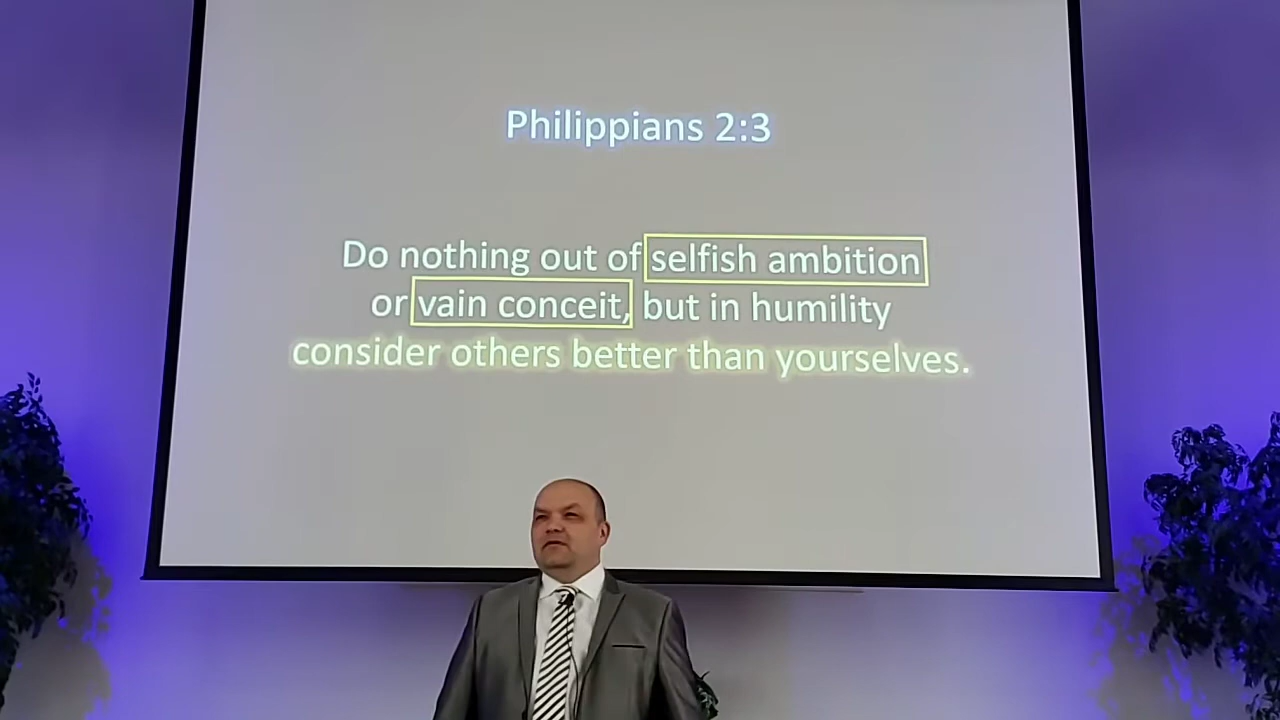 Philippians 2:3
Do nothing out of selfish ambition
or vain conceit, but in humility
consider others better than yourselves.